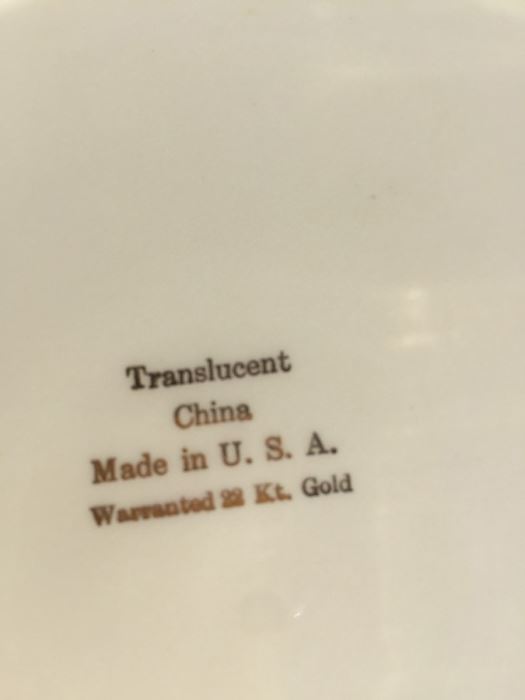 Translucent
China
Made in U. S. A.
Warranted 22 Kt. Gold